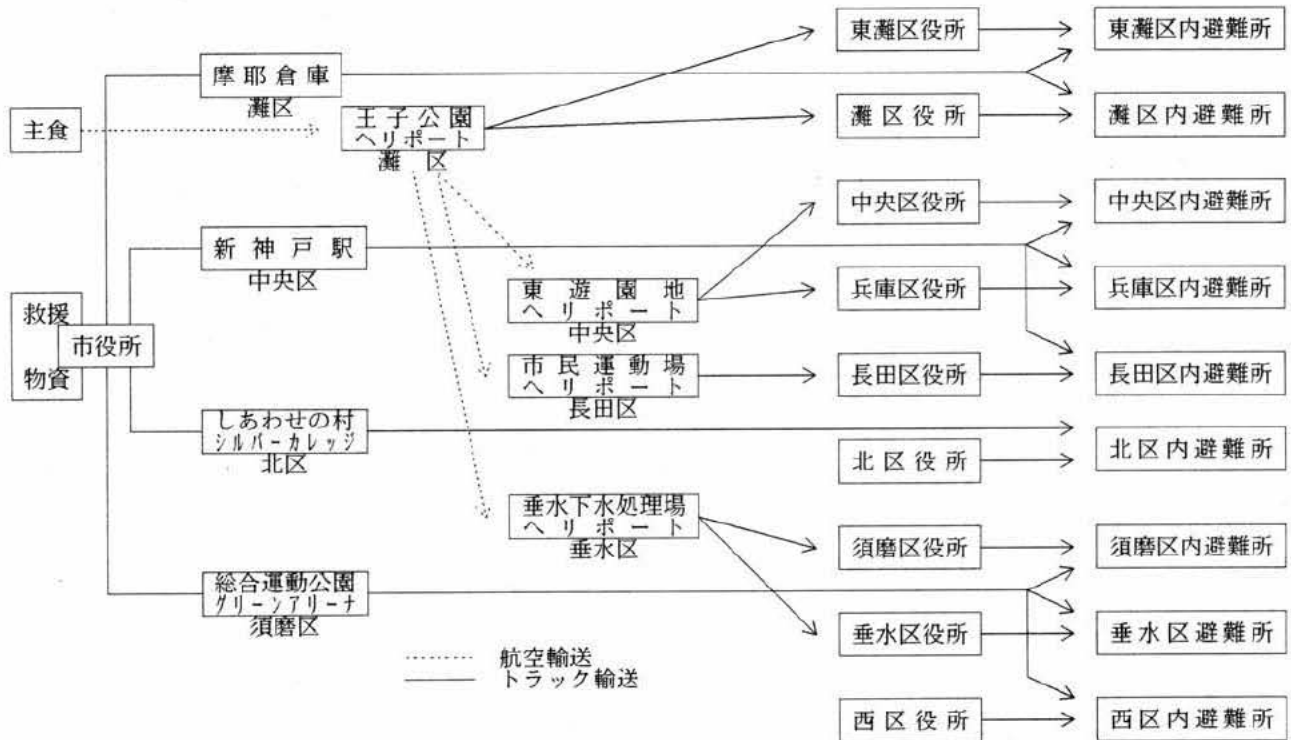 東灘区役所
東灘区内避難所
摩耶倉庫
灘区
主食
王子公園
ヘリポート
灘区
灘区役所
灘区内避難所
中央区役所
中央区内避難所
新神戸駅
中央区
東遊園地
ヘリポート
中央区
兵庫区役所
兵庫区内避難所
救援
物資
市役所
市民運動場
ヘリポート
長田区
長田区役所
長田区内避難所
しあわせの村
シルバーカレッジ
北区
北区役所
北区内避難所
垂水下水処理場
ヘリポート
垂水区
須磨区役所
須磨区内避難所
総合運動公園
グリーンアリーナ
須磨区
垂水区役所
垂水区避難所
航空輸送
トラック輸送
西区役所
西区内避難所